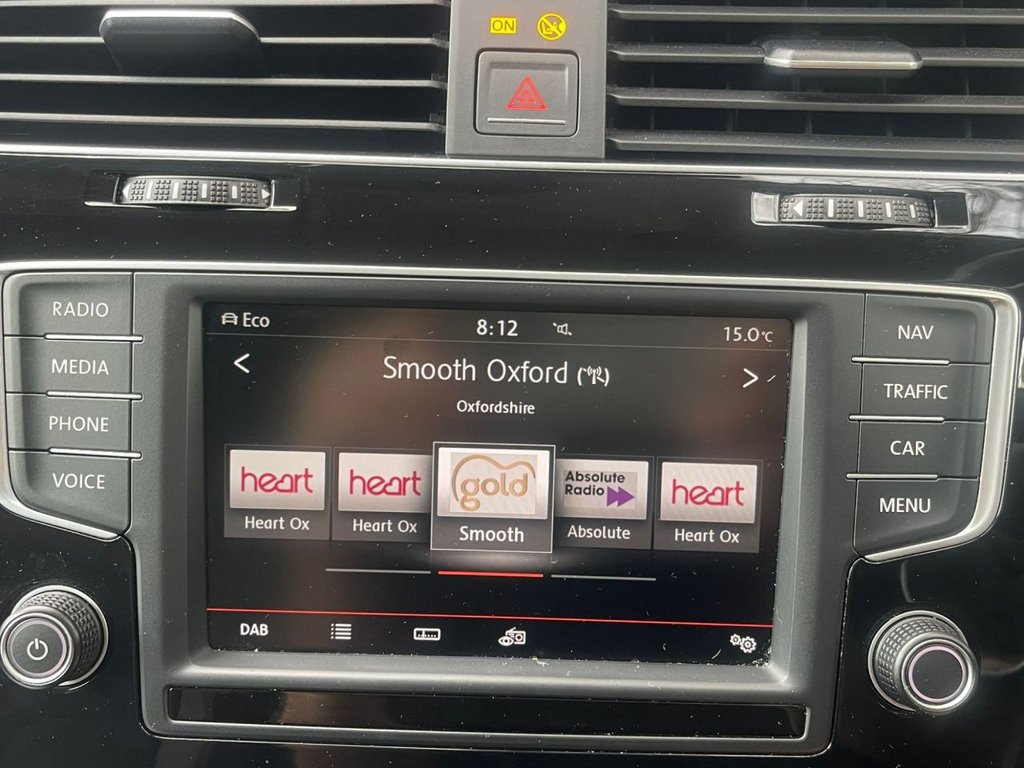 ON
RADIO
MEDIA
PHONE
VOICE
Eco
8:12
15.0°C
<
Smooth Oxford
>
Oxfordshire
heart
heart
gold
Absolute
Radio
heart
Heart Ox
Heart Ox
Smooth
Absolute
Heart Ox
DAB
NAV
TRAFFIC
CAR
MENU